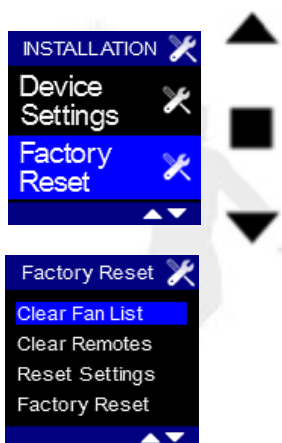 INSTALLATION
Device
Settings
Factory
Reset
Factory Reset
Clear Fan List
Clear Remotes
Reset Settings
Factory Reset